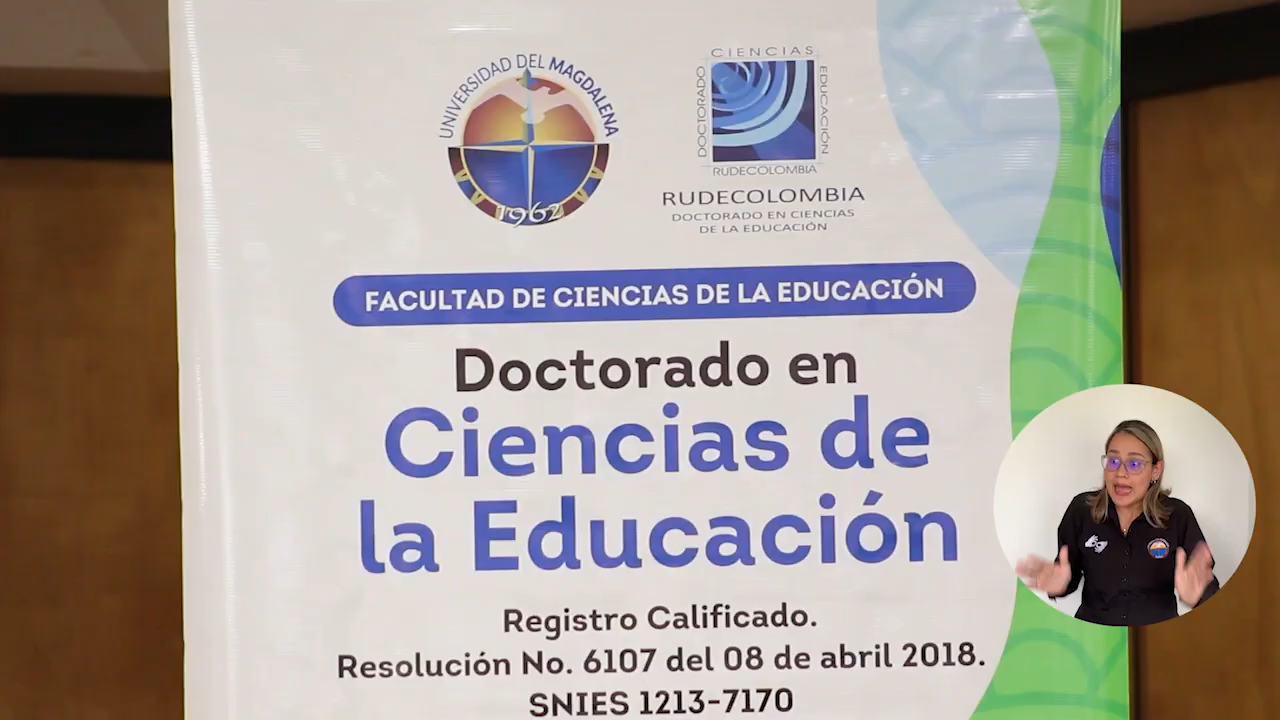 UNIVERSIDAD DEL MAGDALENA
1962
CIENCIAS
DOCTORADO
EDUCACIÓN
RUDECOLOMBIA
RUDECOLOMBIA
DOCTORADO EN CIENCIAS
DE LA EDUCACIÓN
FACULTAD DE CIENCIAS DE LA EDUCACIÓN
Doctorado en
Ciencias de
la Educación
Registro Calificado.
Resolución No. 6107 del 08 de abril 2018.
SNIES 1213-7170